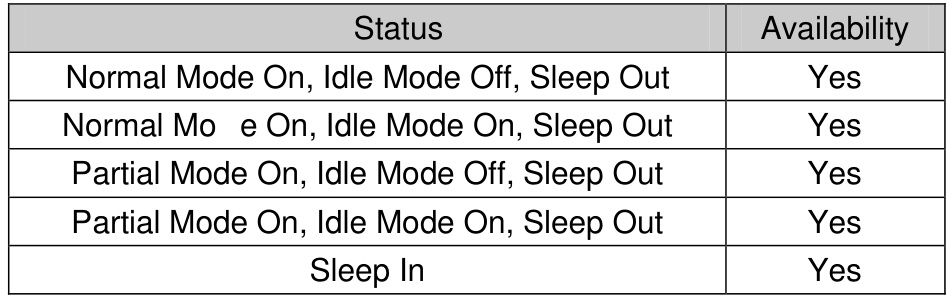 Status Availability
Normal Mode On, Idle Mode Off, Sleep Out Yes
Normal Mo e On, Idle Mode On, Sleep Out Yes
Partial Mode On, Idle Mode Off, Sleep Out Yes
Partial Mode On, Idle Mode On, Sleep Out Yes
Sleep In Yes